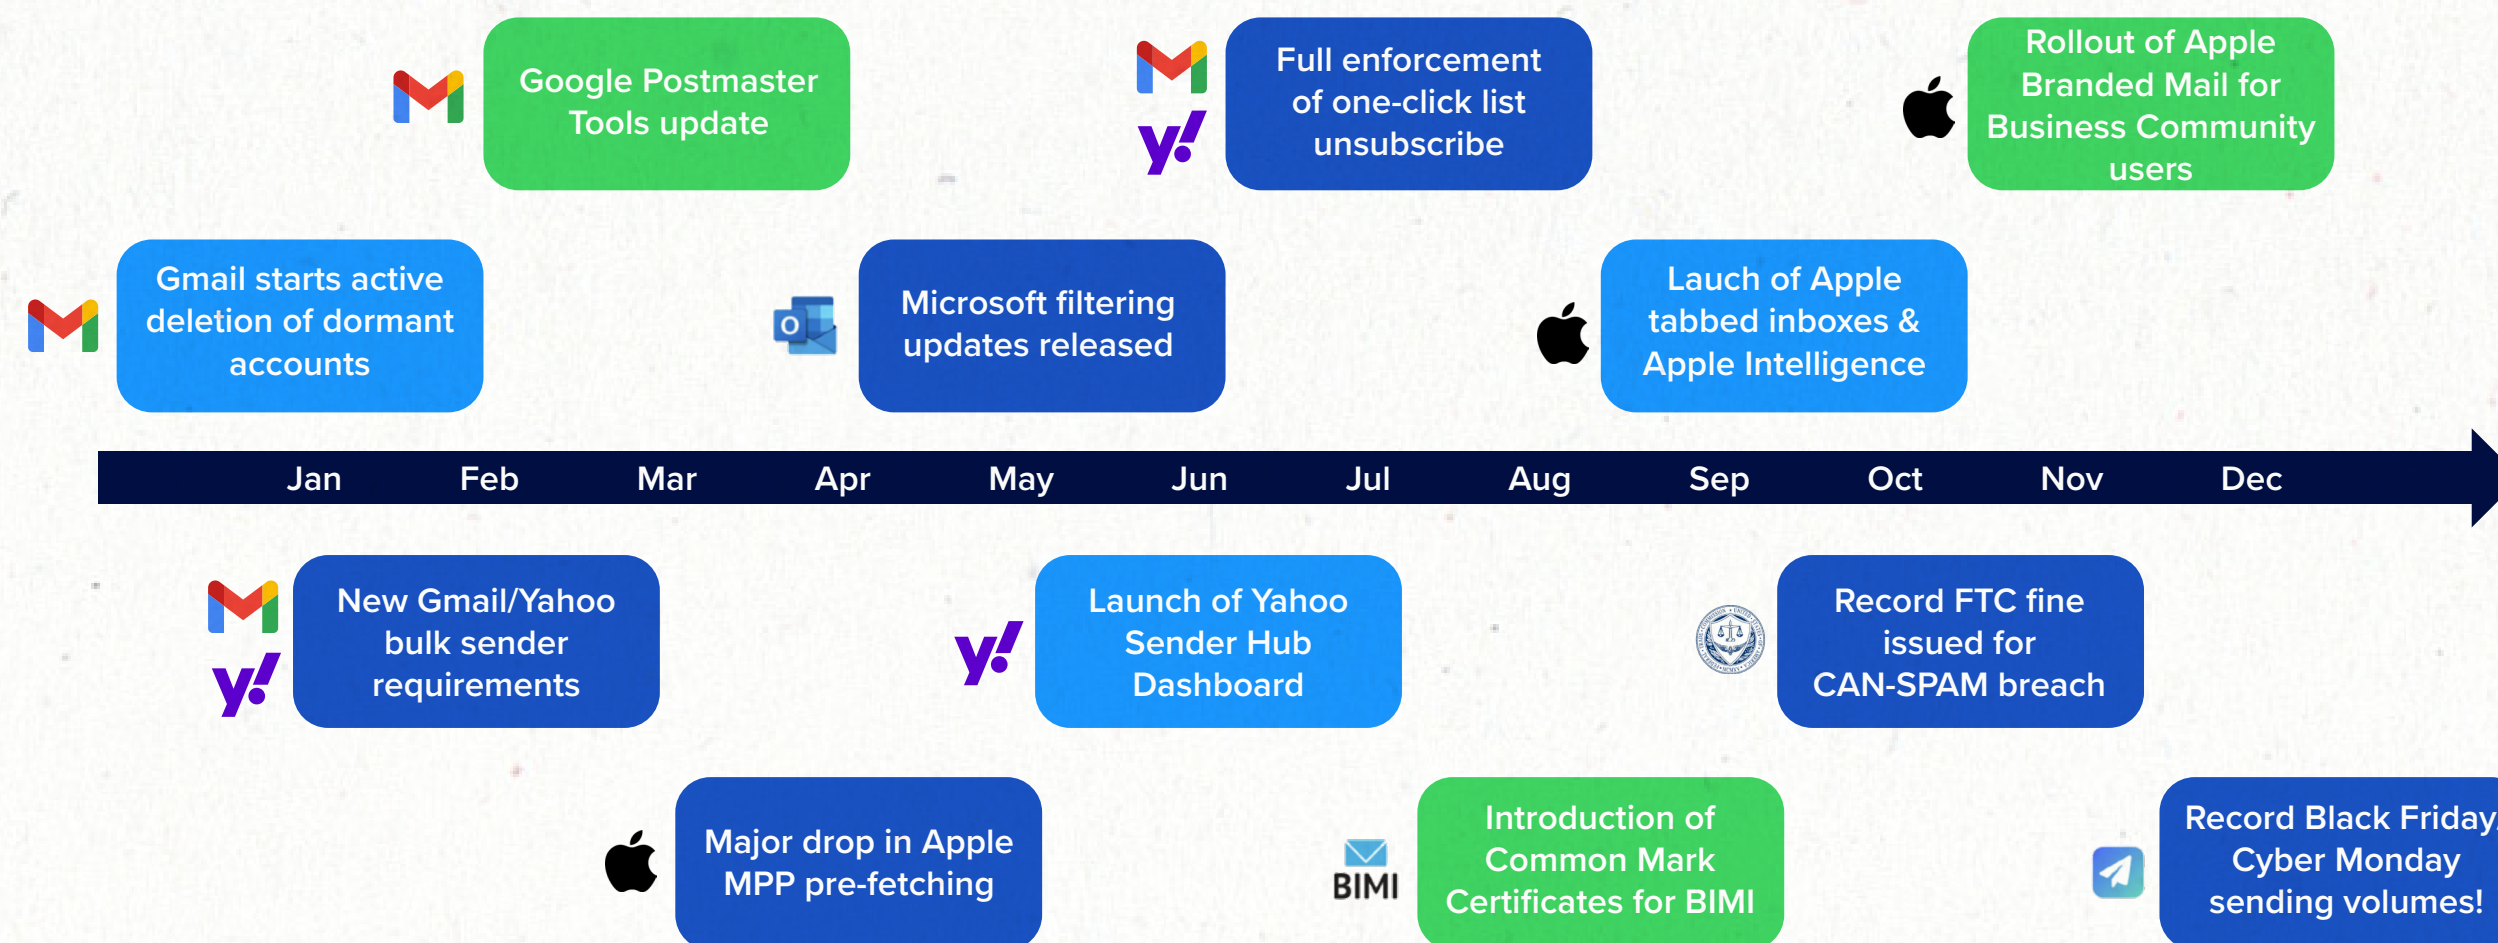 Google Postmaster
Tools update
Full enforcement
of one-click list
unsubscribe
Rollout of Apple
Branded Mail for
Business Community
users
Gmail starts active
deletion of dormant
accounts
Microsoft filtering
updates released
Lauch of Apple
tabbed inboxes &
Apple Intelligence
Jan Feb Mar Apr May Jun Jul Aug Sep Oct Nov Dec
New Gmail/Yahoo
bulk sender
requirements
Launch of Yahoo
Sender Hub
Dashboard
Record FTC fine
issued for
CAN-SPAM breach
Major drop in Apple
MPP pre-fetching
BIMI
Introduction of
Common Mark
Certificates for BIMI
Record Black Friday/
Cyber Monday
sending volumes!